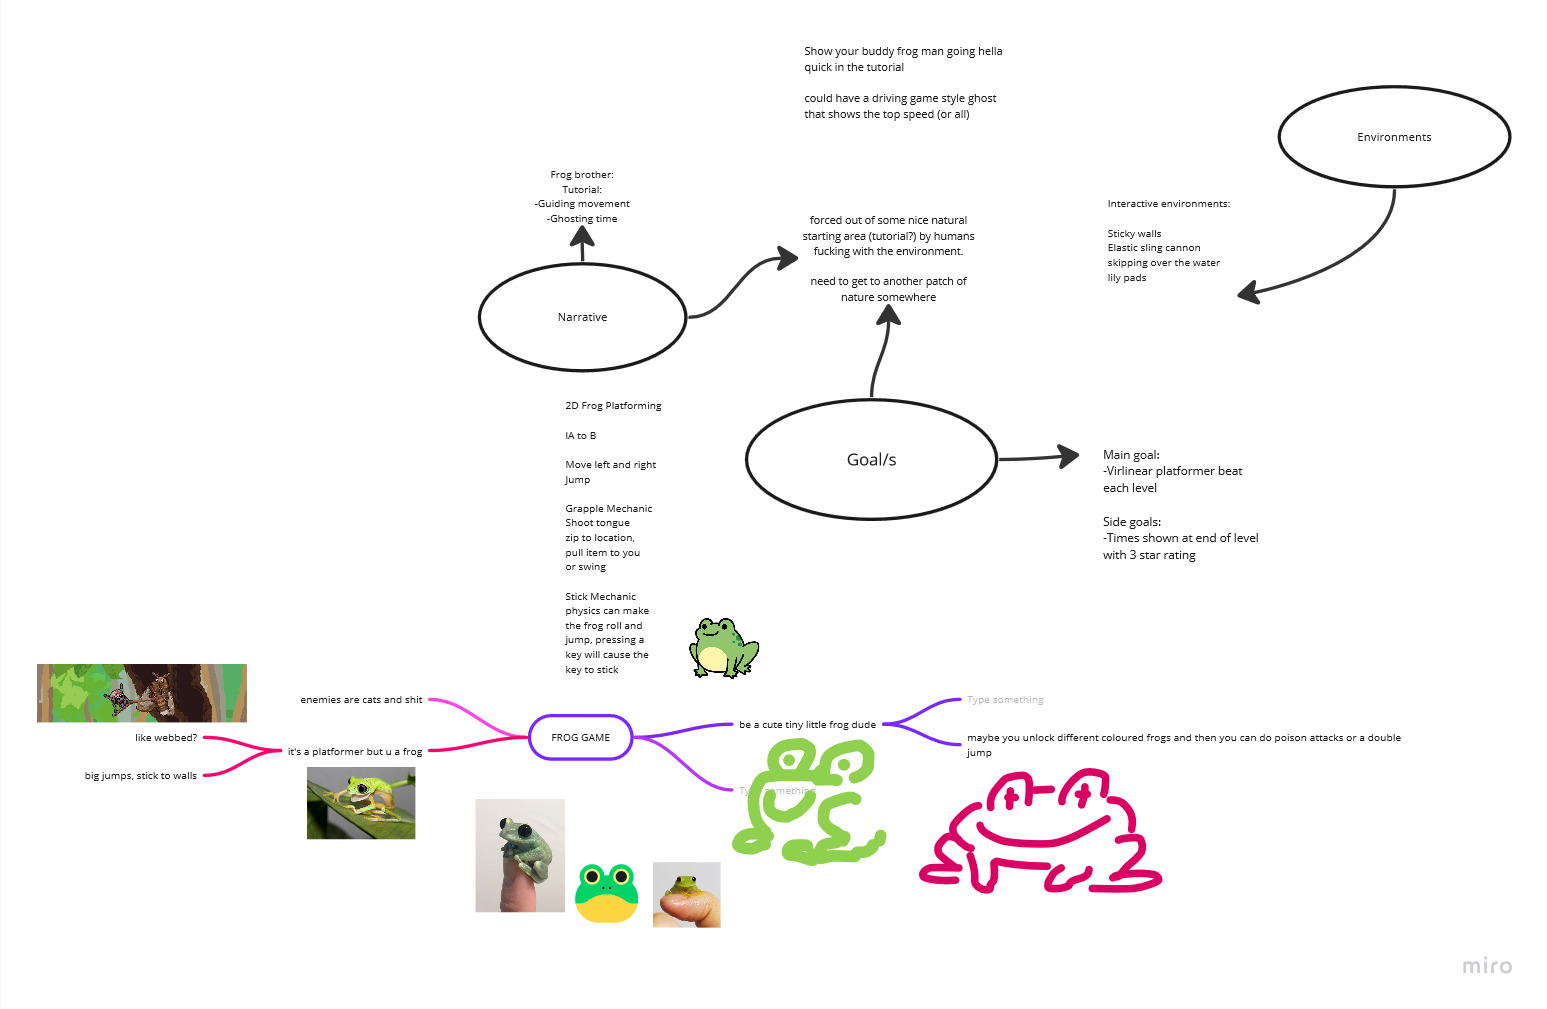 Show your buddy frog man going hella
quick in the tutorial
could have a driving game style ghost
that shows the top speed (or all)
Environments
Frog brother:
Tutorial:
-Guiding movement
-Ghosting time
Interactive environments:
Sticky walls
Elastic sling cannon
skipping over the water
lily pads
forced out of some nice natural
starting area (tutorial?) by humans
fucking with the environment.
need to get to another patch of
nature somewhere
Narrative
2D Frog Platforming
lA to B
Move left and right
Jump
Grapple Mechanic
Shoot tongue
zip to location,
pull item to you
or swing
Stick Mechanic
physics can make
the frog roll and
jump, pressing a
key will cause the
key to stick
Goal/s
Main goal:
-Virlinear platformer beat
each level
Side goals:
-Times shown at end of level
with 3 star rating
enemies are cats and shit
like webbed?
it's a platformer but u a frog
big jumps, stick to walls
FROG GAME
be a cute tiny little frog dude
Type something
maybe you unlock different coloured frogs and then you can do poison attacks or a double
jump
Type something
miro